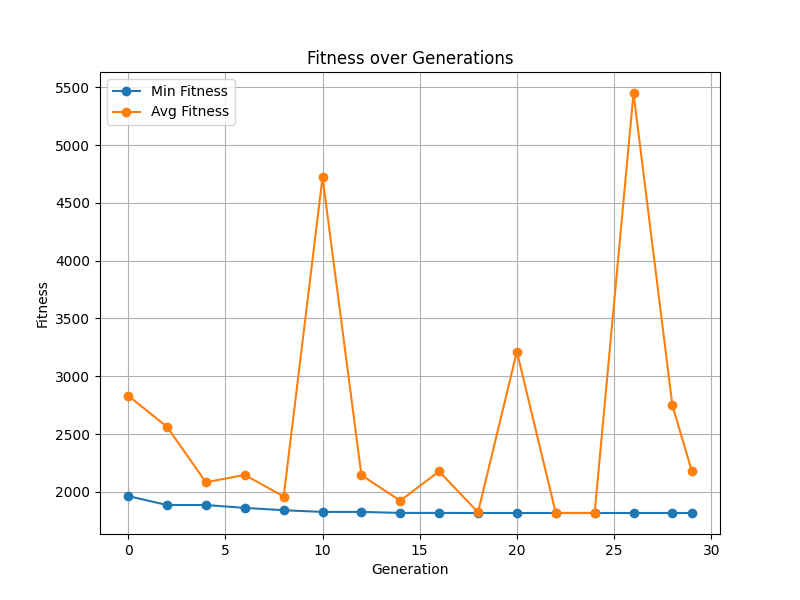 Fitness over Generations
Min Fitness
Avg Fitness
Fitness
5500
5000
4500
4000
3500
3000
2500
2000
0 5 10 15 20 25 30
Generation